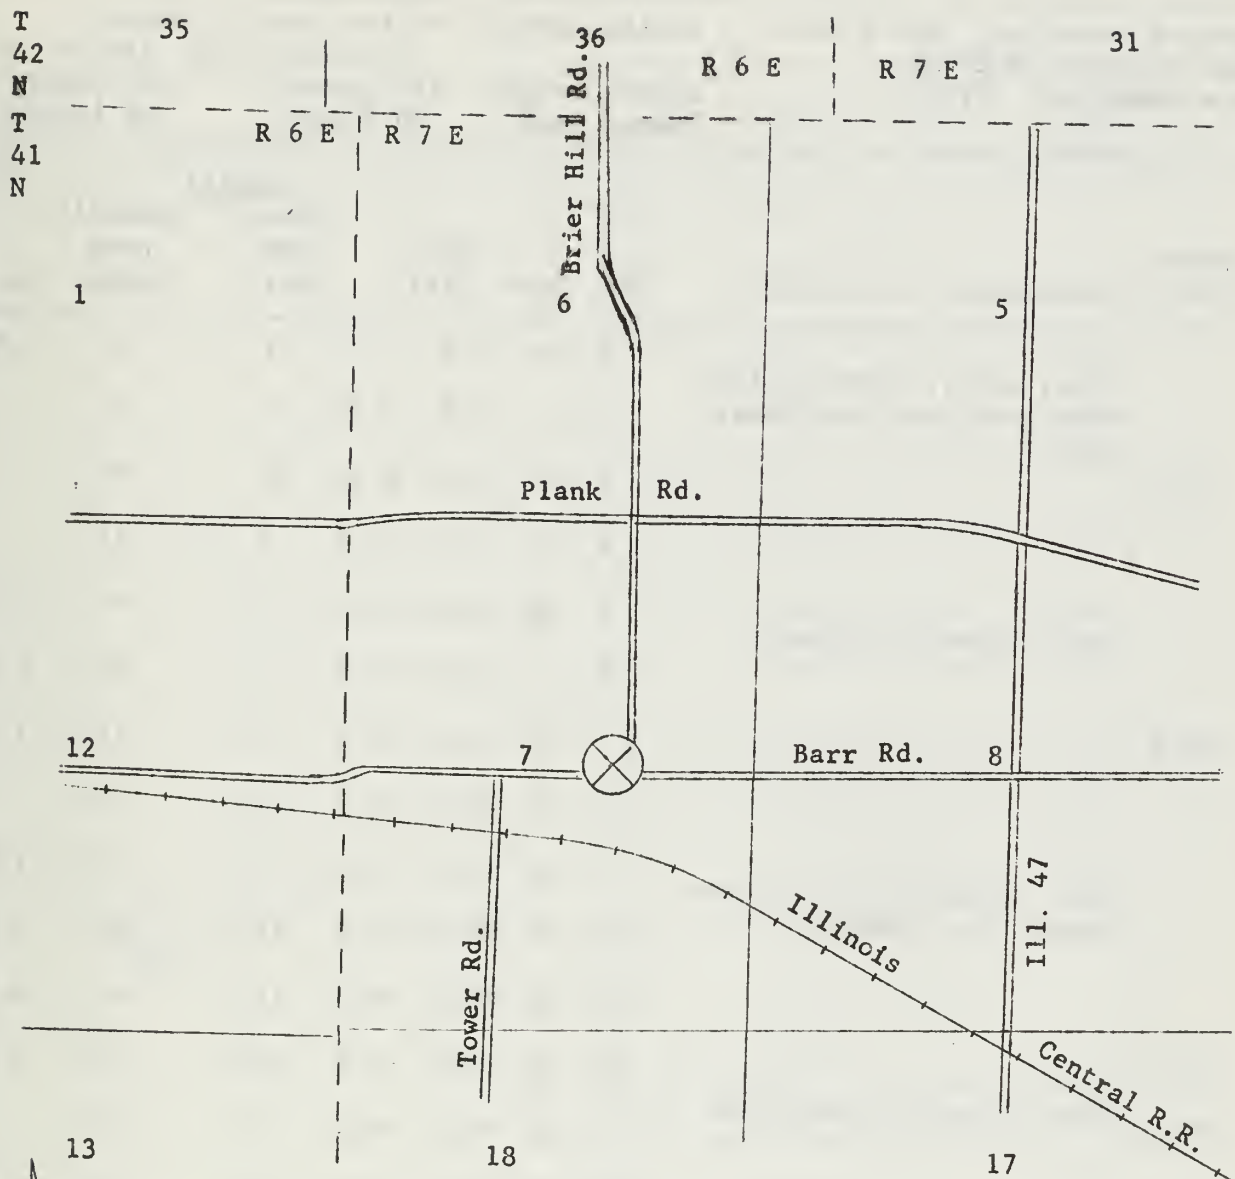 T
42
N
T
41
N
35
36
31
R 6 E
R 7 E
R 6 E
R 7 E
Brier Hill Rd.
1
6
5
Plank Rd.
12
7
Barr Rd.
8
Illinois Central R.R.
Ill. 47
Tower Rd.
13
18
17